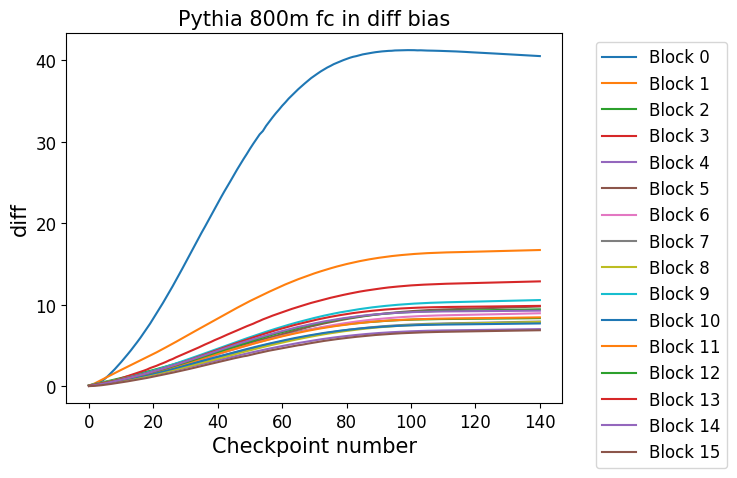 Pythia 800m fc in diff bias
40
30
20
10
0
diff
0 20 40 60 80 100 120 140
Checkpoint number
Block 0
Block 1
Block 2
Block 3
Block 4
Block 5
Block 6
Block 7
Block 8
Block 9
Block 10
Block 11
Block 12
Block 13
Block 14
Block 15